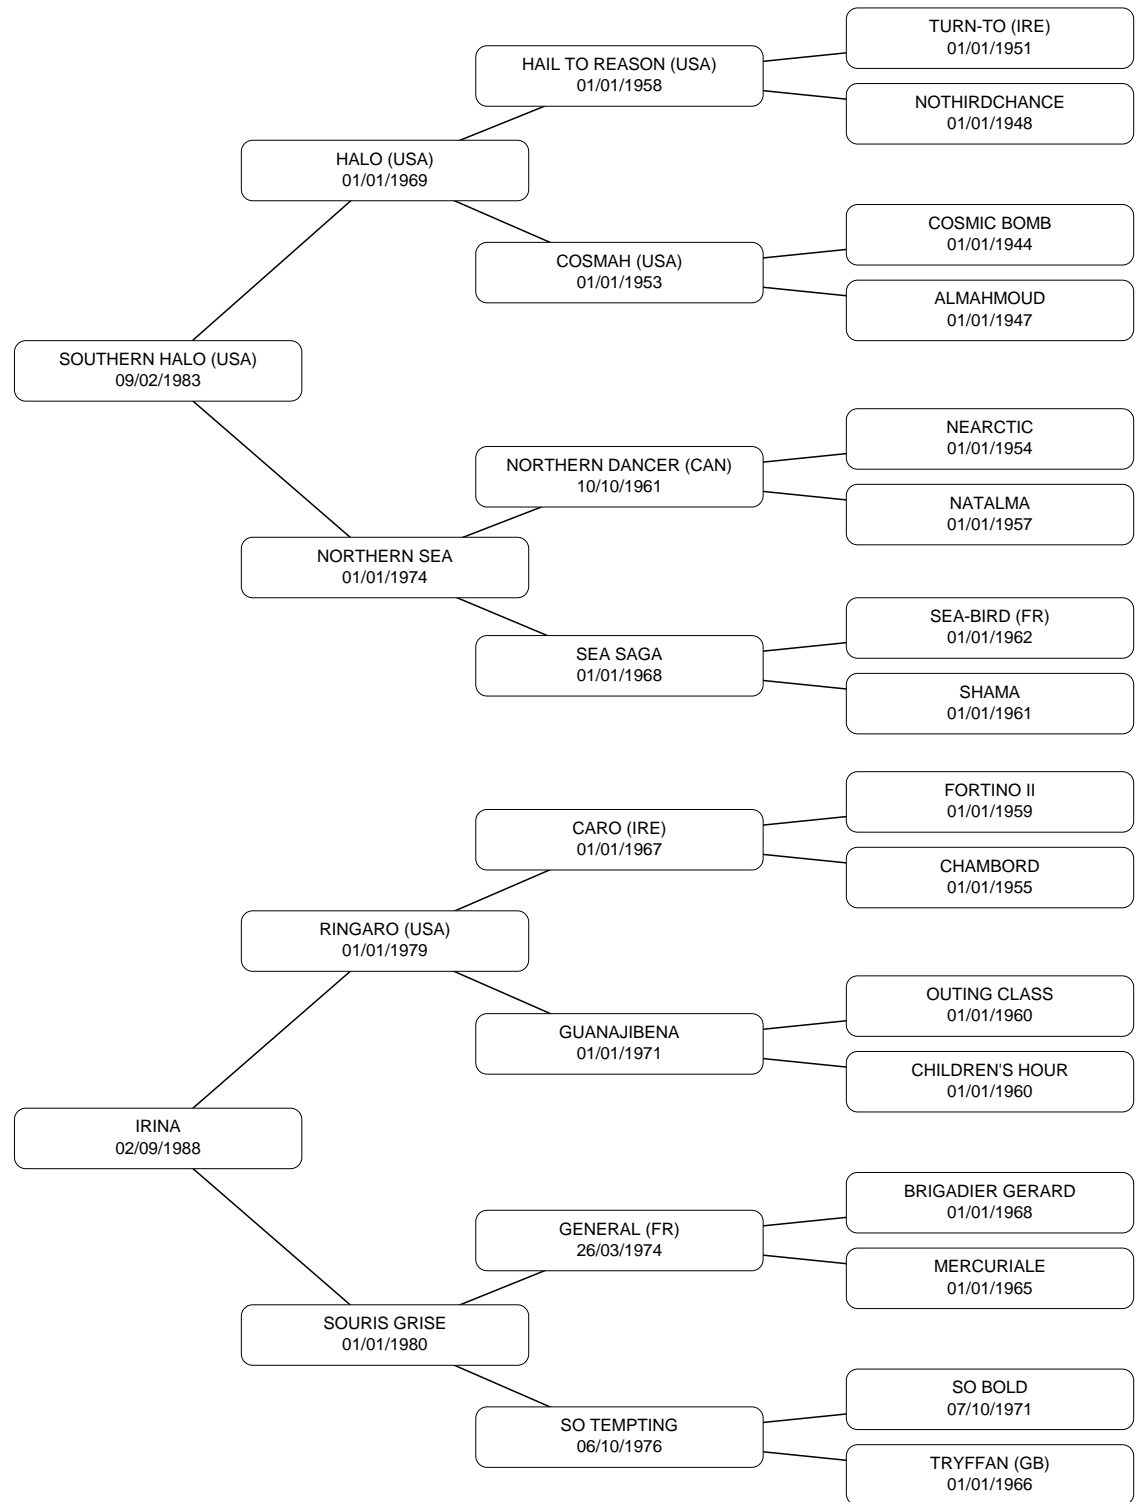 TURN-TO (IRE)
01/01/1951
HAIL TO REASON (USA)
01/01/1958
NOTHIRDCHANCE
01/01/1948
HALO (USA)
01/01/1969
COSMIC BOMB
01/01/1944
COSMAH (USA)
01/01/1953
ALMAHMOUD
01/01/1947
SOUTHERN HALO (USA)
09/02/1983
NEARCTIC
01/01/1954
NORTHERN DANCER (CAN)
10/10/1961
NATALMA
01/01/1957
NORTHERN SEA
01/01/1974
SEA-BIRD (FR)
01/01/1962
SEA SAGA
01/01/1968
SHAMA
01/01/1961
FORTINO II
01/01/1959
CARO (IRE)
01/01/1967
CHAMBORD
01/01/1955
RINGARO (USA)
01/01/1979
OUTING CLASS
01/01/1960
GUANAJIBENA
01/01/1971
CHILDREN'S HOUR
01/01/1960
IRINA
02/09/1988
BRIGADIER GERARD
01/01/1968
GENERAL (FR)
26/03/1974
MERCURIALE
01/01/1965
SOURIS GRISE
01/01/1980
SO BOLD
07/10/1971
SO TEMPTING
06/10/1976
TRYFFAN (GB)
01/01/1966